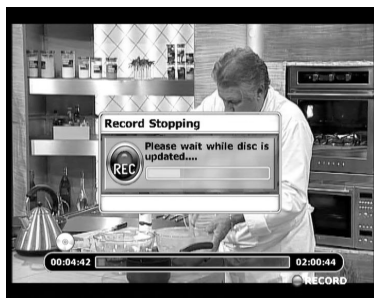 Record Stopping
Please wait while disc is
updated....
REC
00:04:42
02:00:44
RECORD